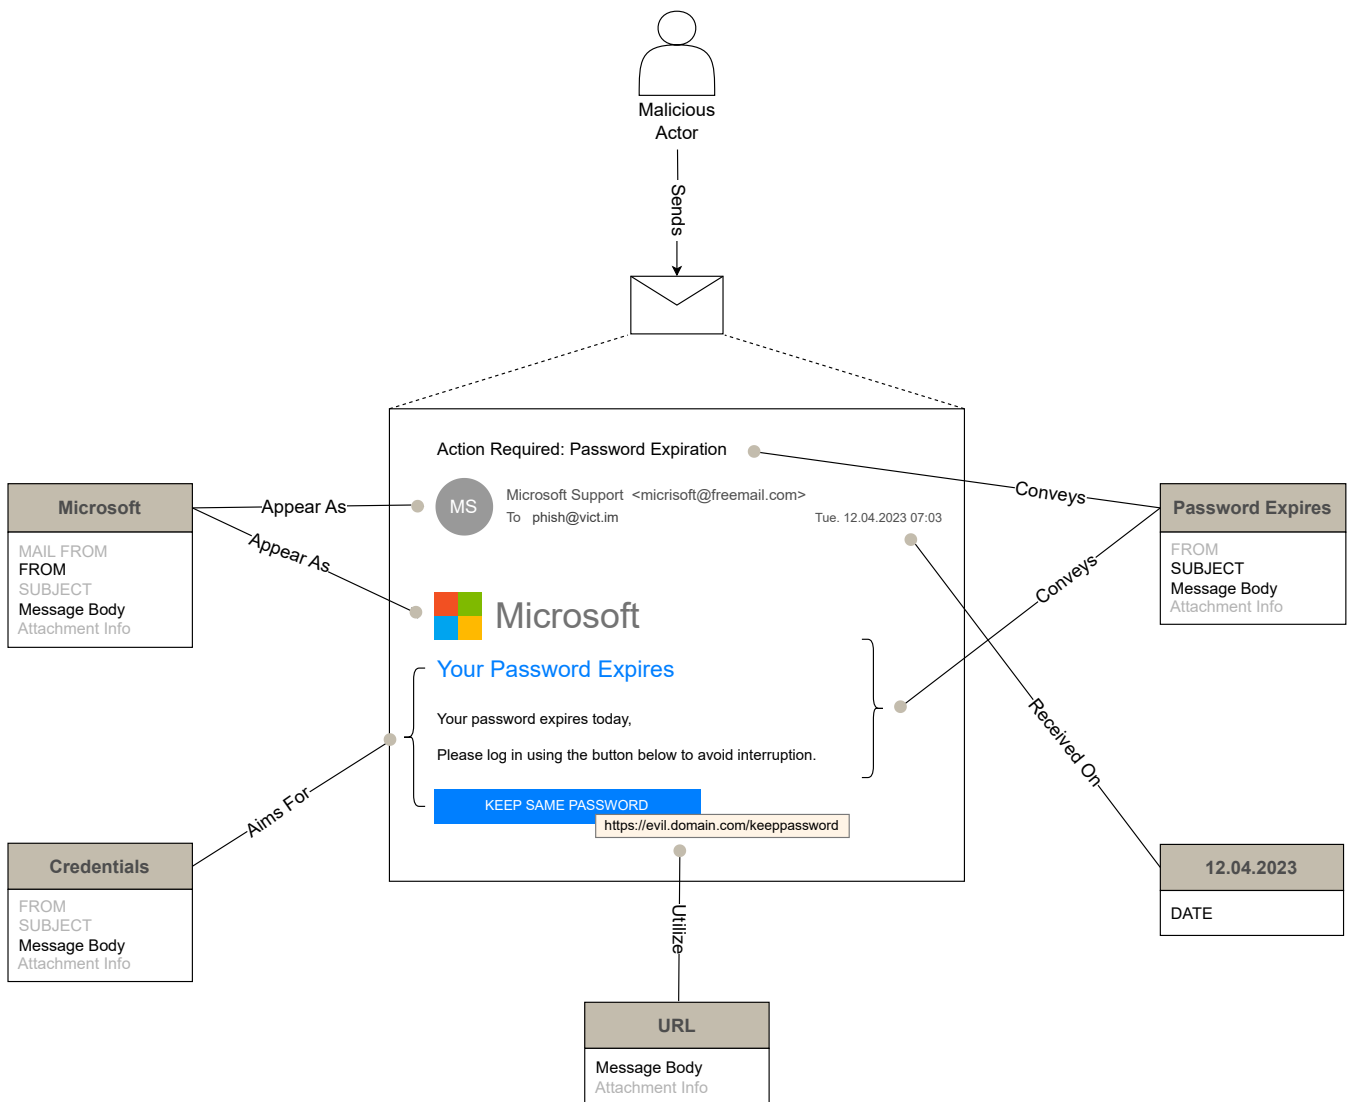 Malicious
Actor
Sends
Action Required: Password Expiration
MS
Microsoft Support <micrisoft@freemail.com>
To phish@vict.im
Tue. 12.04.2023 07:03
Microsoft
Your Password Expires
Your password expires today,
Please log in using the button below to avoid interruption.
KEEP SAME PASSWORD
https://evil.domain.com/keeppassword
Microsoft
MAIL FROM
FROM
SUBJECT
Message Body
Attachment Info
Appear As
Appear As
Conveys
Conveys
Password Expires
FROM
SUBJECT
Message Body
Attachment Info
Received On
Aims For
Credentials
FROM
SUBJECT
Message Body
Attachment Info
12.04.2023
DATE
Utilize
URL
Message Body
Attachment Info